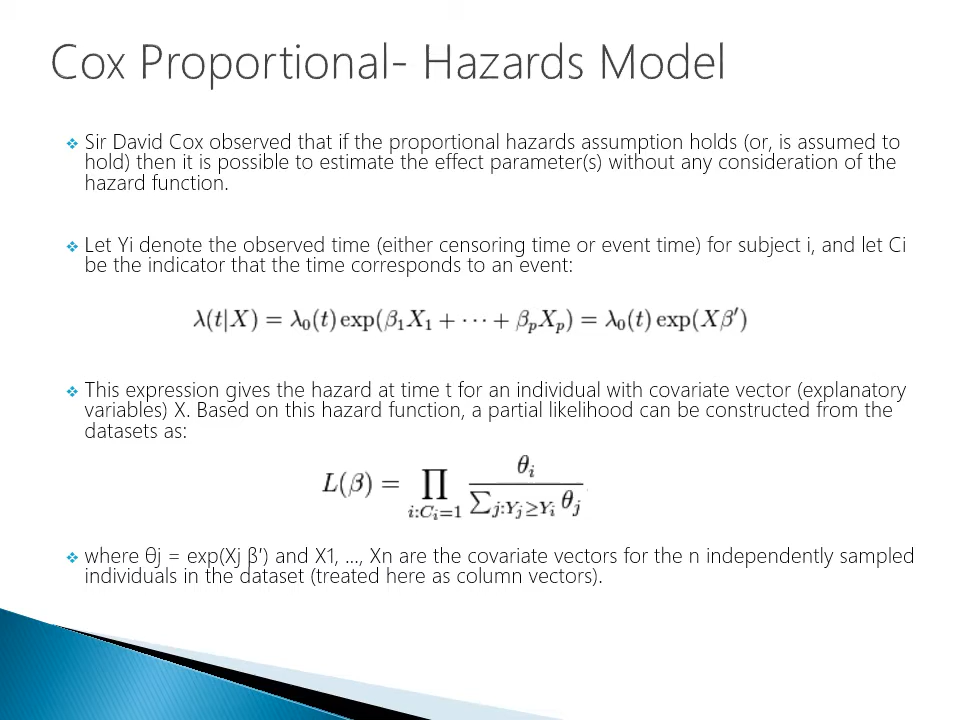 Cox Proportional- Hazards Model
❖ Sir David Cox observed that if the proportional hazards assumption holds (or, is assumed to
hold) then it is possible to estimate the effect parameter(s) without any consideration of the
hazard function.
❖ Let Yi denote the observed time (either censoring time or event time) for subject i, and let Ci
be the indicator that the time corresponds to an event:
λ(t|X) = λ₀(t) exp(β₁X₁ + ··· + βₚXₚ) = λ₀(t) exp(Xβ′)
❖ This expression gives the hazard at time t for an individual with covariate vector (explanatory
variables) X. Based on this hazard function, a partial likelihood can be constructed from the
datasets as:
L(β) = ∏_{i:C_i=1} θ_i / ∑_{j:Y_j≥Y_i} θ_j
❖ where θj = exp(Xj β′) and X1, ..., Xn are the covariate vectors for the n independently sampled
individuals in the dataset (treated here as column vectors).